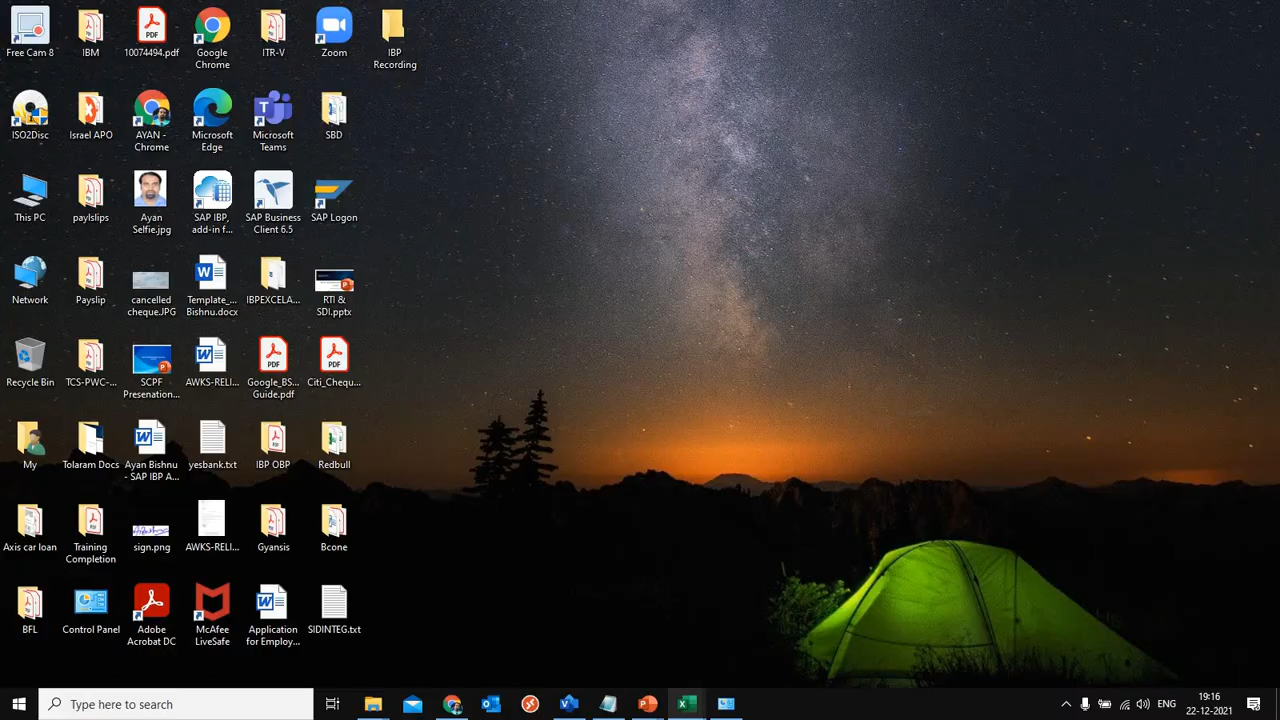 Free Cam 8
IBM
10074494.pdf
Google
Chrome
ITR-V
Zoom
IBP
Recording
ISO2Disc
Israel APO
AYAN -
Chrome
Microsoft
Edge
Microsoft
Teams
SBD
This PC
paylslips
Ayan
Selfie.jpg
SAP IBP,
add-in f...
SAP Business
Client 6.5
SAP Logon
Network
Payslip
cancelled
cheque.JPG
Template_...
Bishnu.docx
IBPEXCELA...
RTI &
SDI.pptx
Recycle Bin
TCS-PWC-...
SCPF
Presenation...
AWKS-RELI...
Google_BS...
Guide.pdf
Citi_Chequ...
My
Tolaram Docs
Ayan Bishnu
- SAP IBP A...
yesbank.txt
IBP OBP
Redbull
Axis car loan
Training
Completion
sign.png
AWKS-RELI...
Gyansis
Bcone
BFL
Control Panel
Adobe
Acrobat DC
McAfee
LiveSafe
Application
for Employ...
SIDINTEG.txt
Type here to search
ENG
19:16
22-12-2021